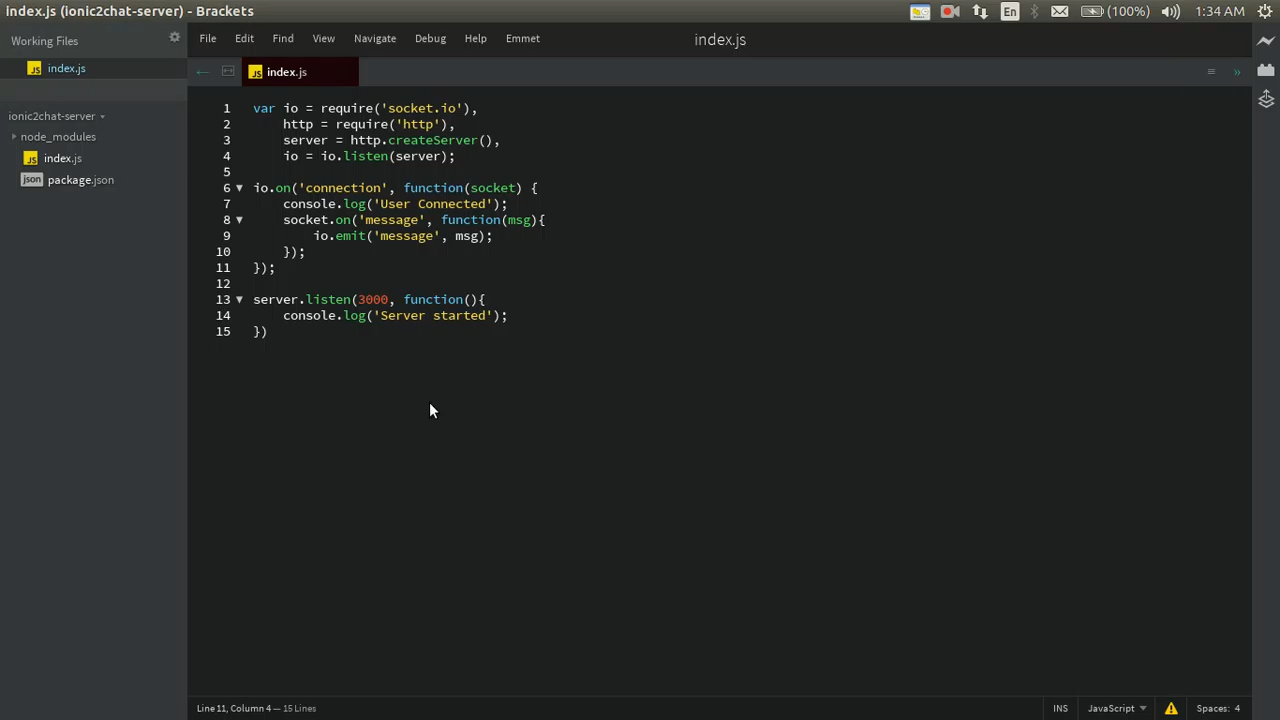 index.js (ionic2chat-server) - Brackets
En
(100%)
1:34 AM
Working Files
index.js
ionic2chat-server
node_modules
index.js
json package.json
File Edit Find View Navigate Debug Help Emmet
index.js
JS index.js
1 var io = require('socket.io'),
2 http = require('http'),
3 server = http.createServer(),
4 io = io.listen(server);
5
6 io.on('connection', function(socket) {
7 console.log('User Connected');
8 socket.on('message', function(msg){
9 io.emit('message', msg);
10 });
11 });
12
13 server.listen(3000, function(){
14 console.log('Server started');
15 })
Line 11, Column 4 — 15 Lines
INS
JavaScript
Spaces: 4